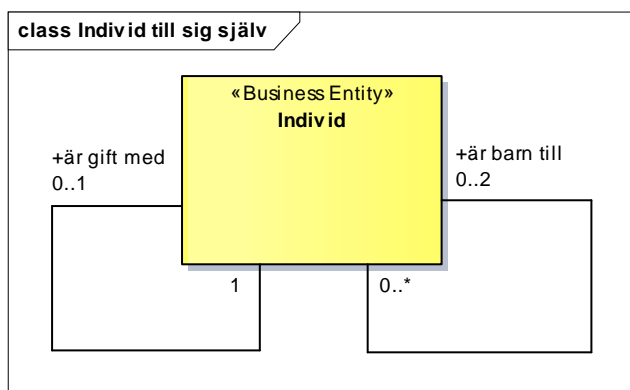 class Individ till sig själv
«Business Entity»
Individ
+är gift med
0..1
+är barn till
0..2
1
0..*